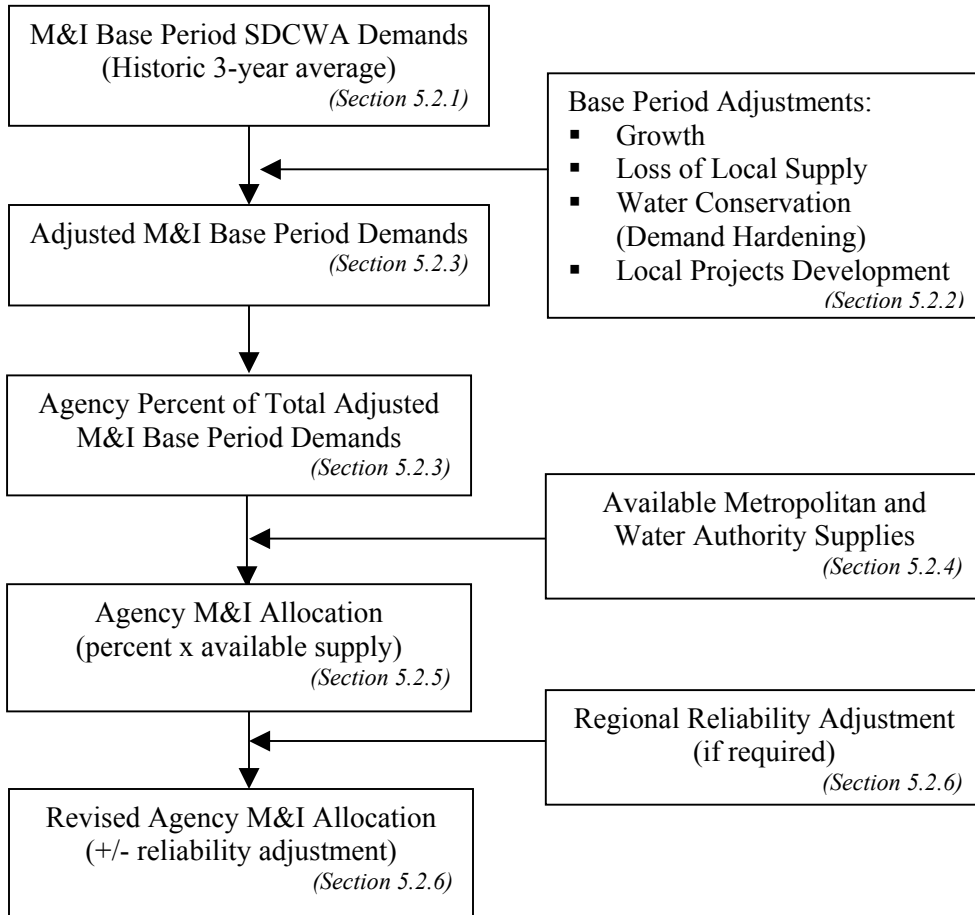 M&I Base Period SDCWA Demands
(Historic 3-year average)
(Section 5.2.1)
Base Period Adjustments:
▪ Growth
▪ Loss of Local Supply
▪ Water Conservation
(Demand Hardening)
▪ Local Projects Development
(Section 5.2.2)
Adjusted M&I Base Period Demands
(Section 5.2.3)
Agency Percent of Total Adjusted
M&I Base Period Demands
(Section 5.2.3)
Available Metropolitan and
Water Authority Supplies
(Section 5.2.4)
Agency M&I Allocation
(percent x available supply)
(Section 5.2.5)
Regional Reliability Adjustment
(if required)
(Section 5.2.6)
Revised Agency M&I Allocation
(+/- reliability adjustment)
(Section 5.2.6)